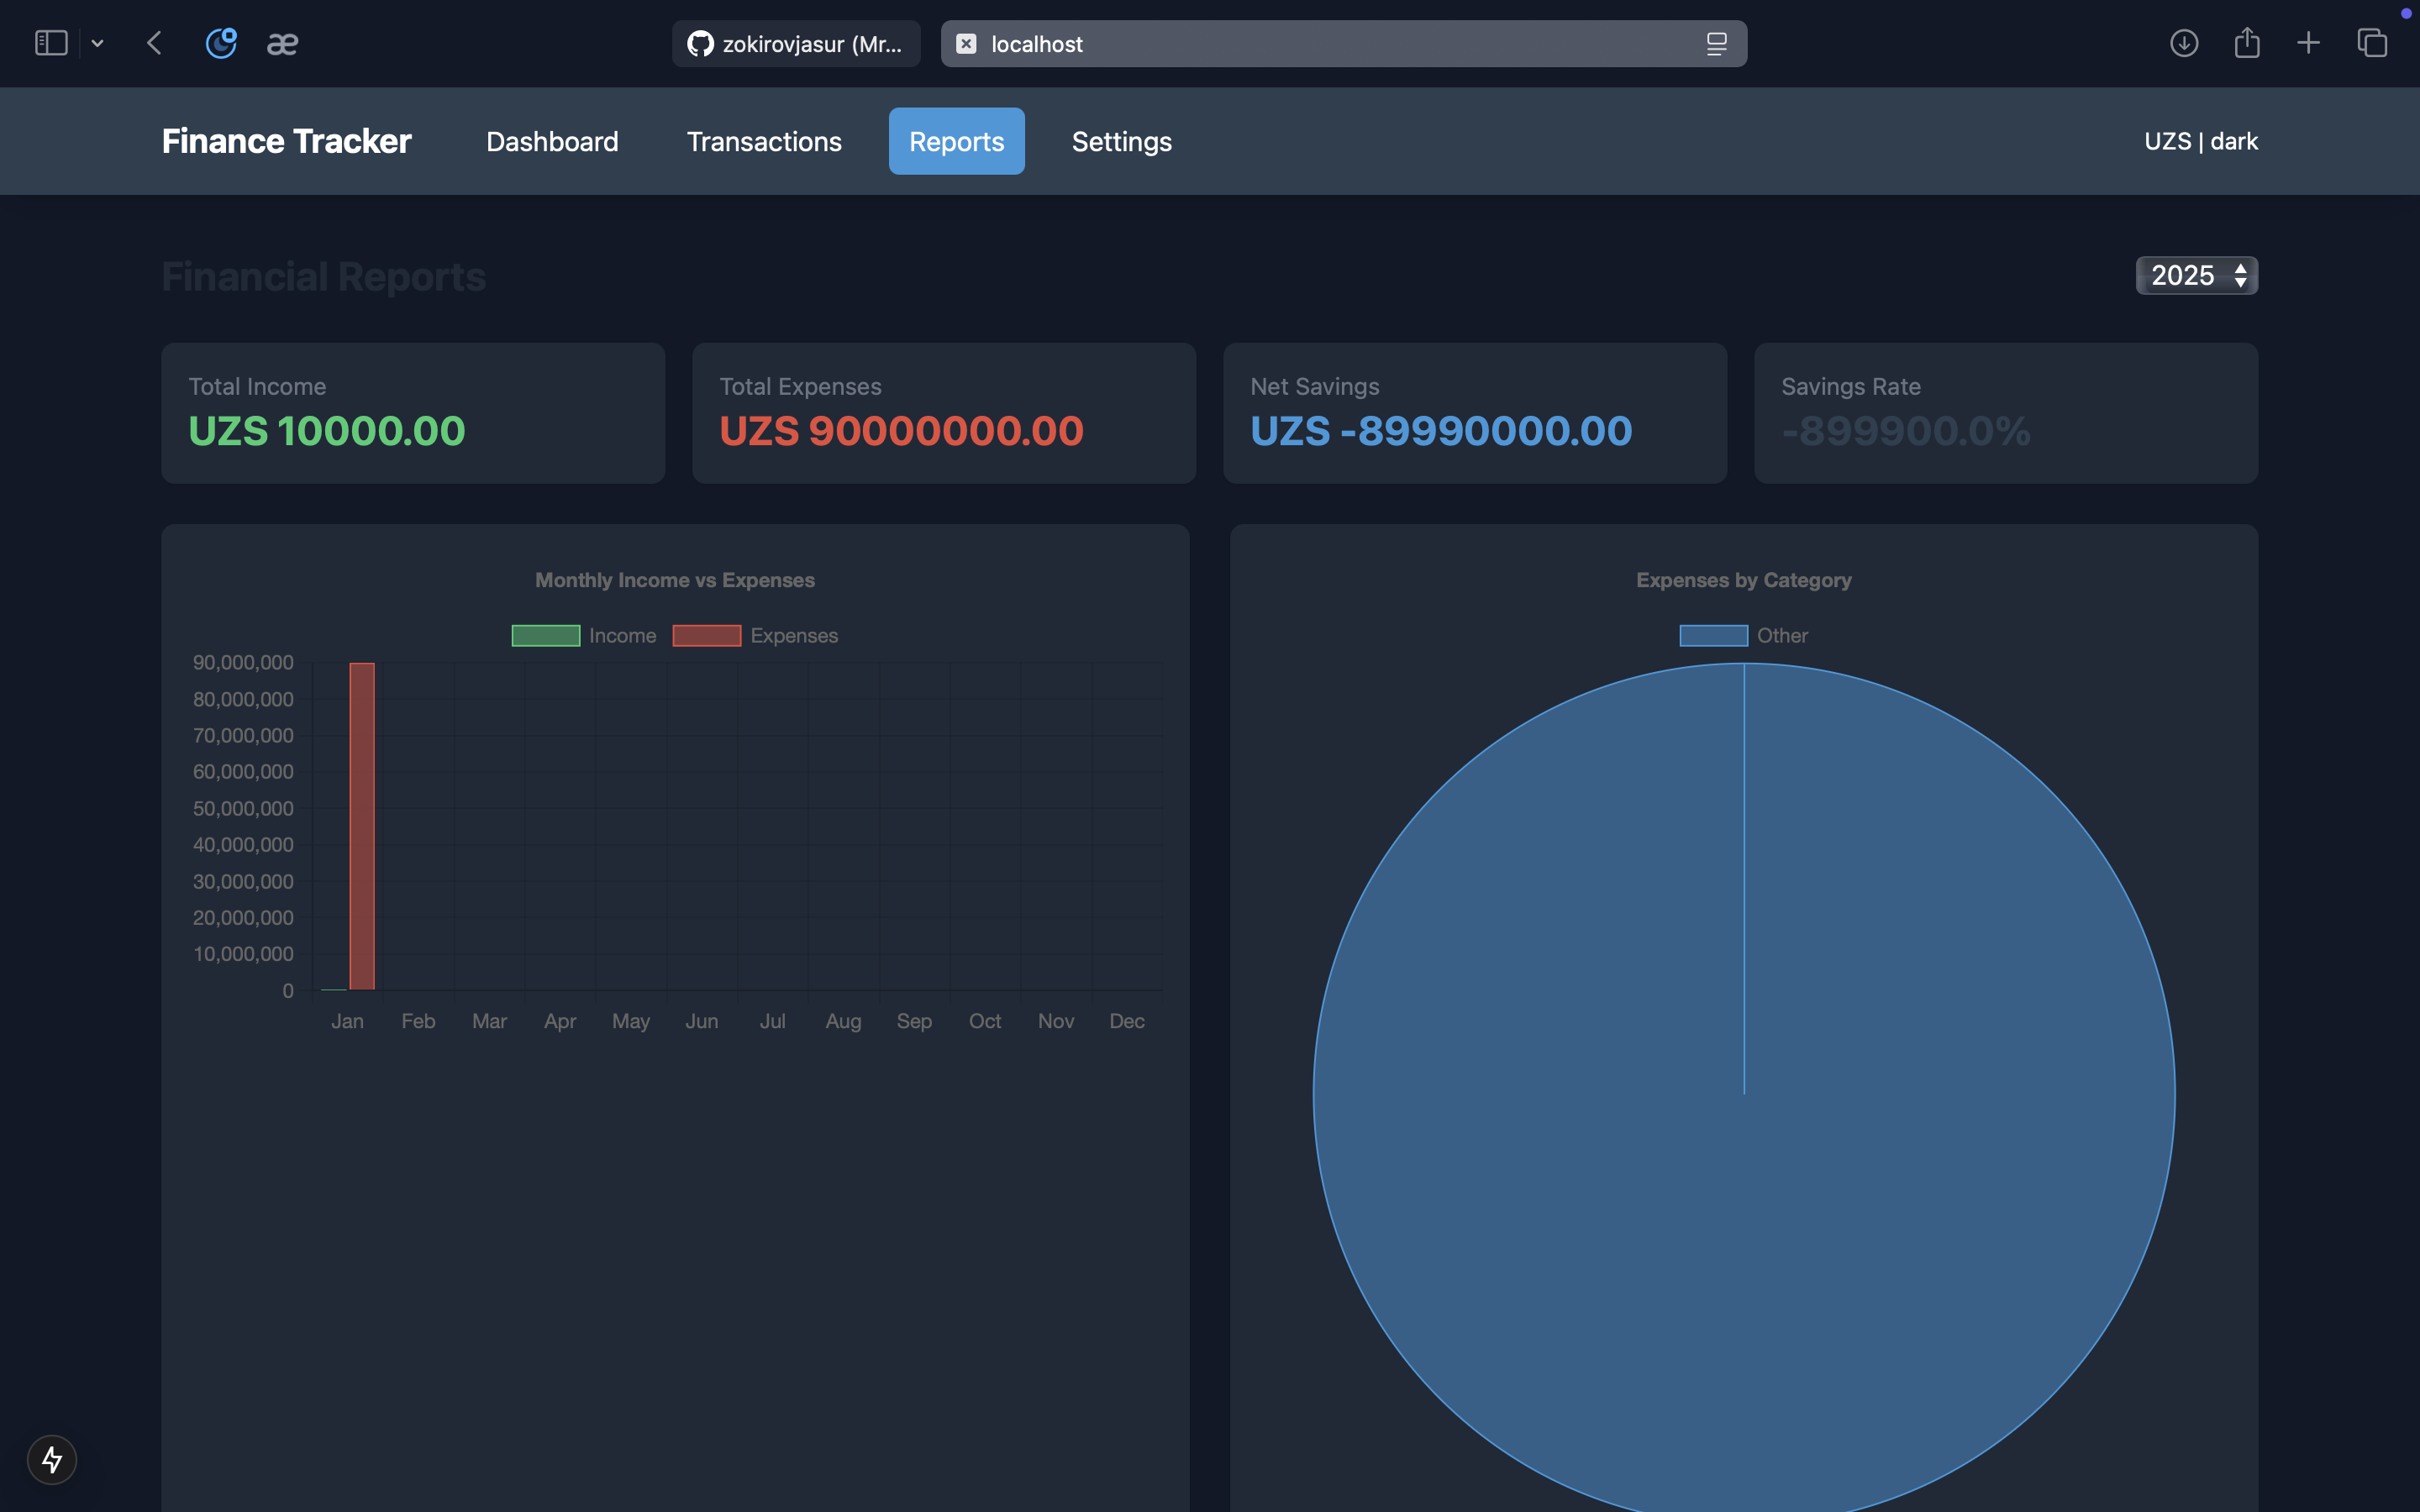 zokirovjasur (Mr...
localhost
Finance Tracker
Dashboard
Transactions
Reports
Settings
UZS | dark
Financial Reports
2025
Total Income
UZS 10000.00
Total Expenses
UZS 90000000.00
Net Savings
UZS -89990000.00
Savings Rate
-899900.0%
Monthly Income vs Expenses
Income
Expenses
90,000,000
80,000,000
70,000,000
60,000,000
50,000,000
40,000,000
30,000,000
20,000,000
10,000,000
0
Jan
Feb
Mar
Apr
May
Jun
Jul
Aug
Sep
Oct
Nov
Dec
Expenses by Category
Other